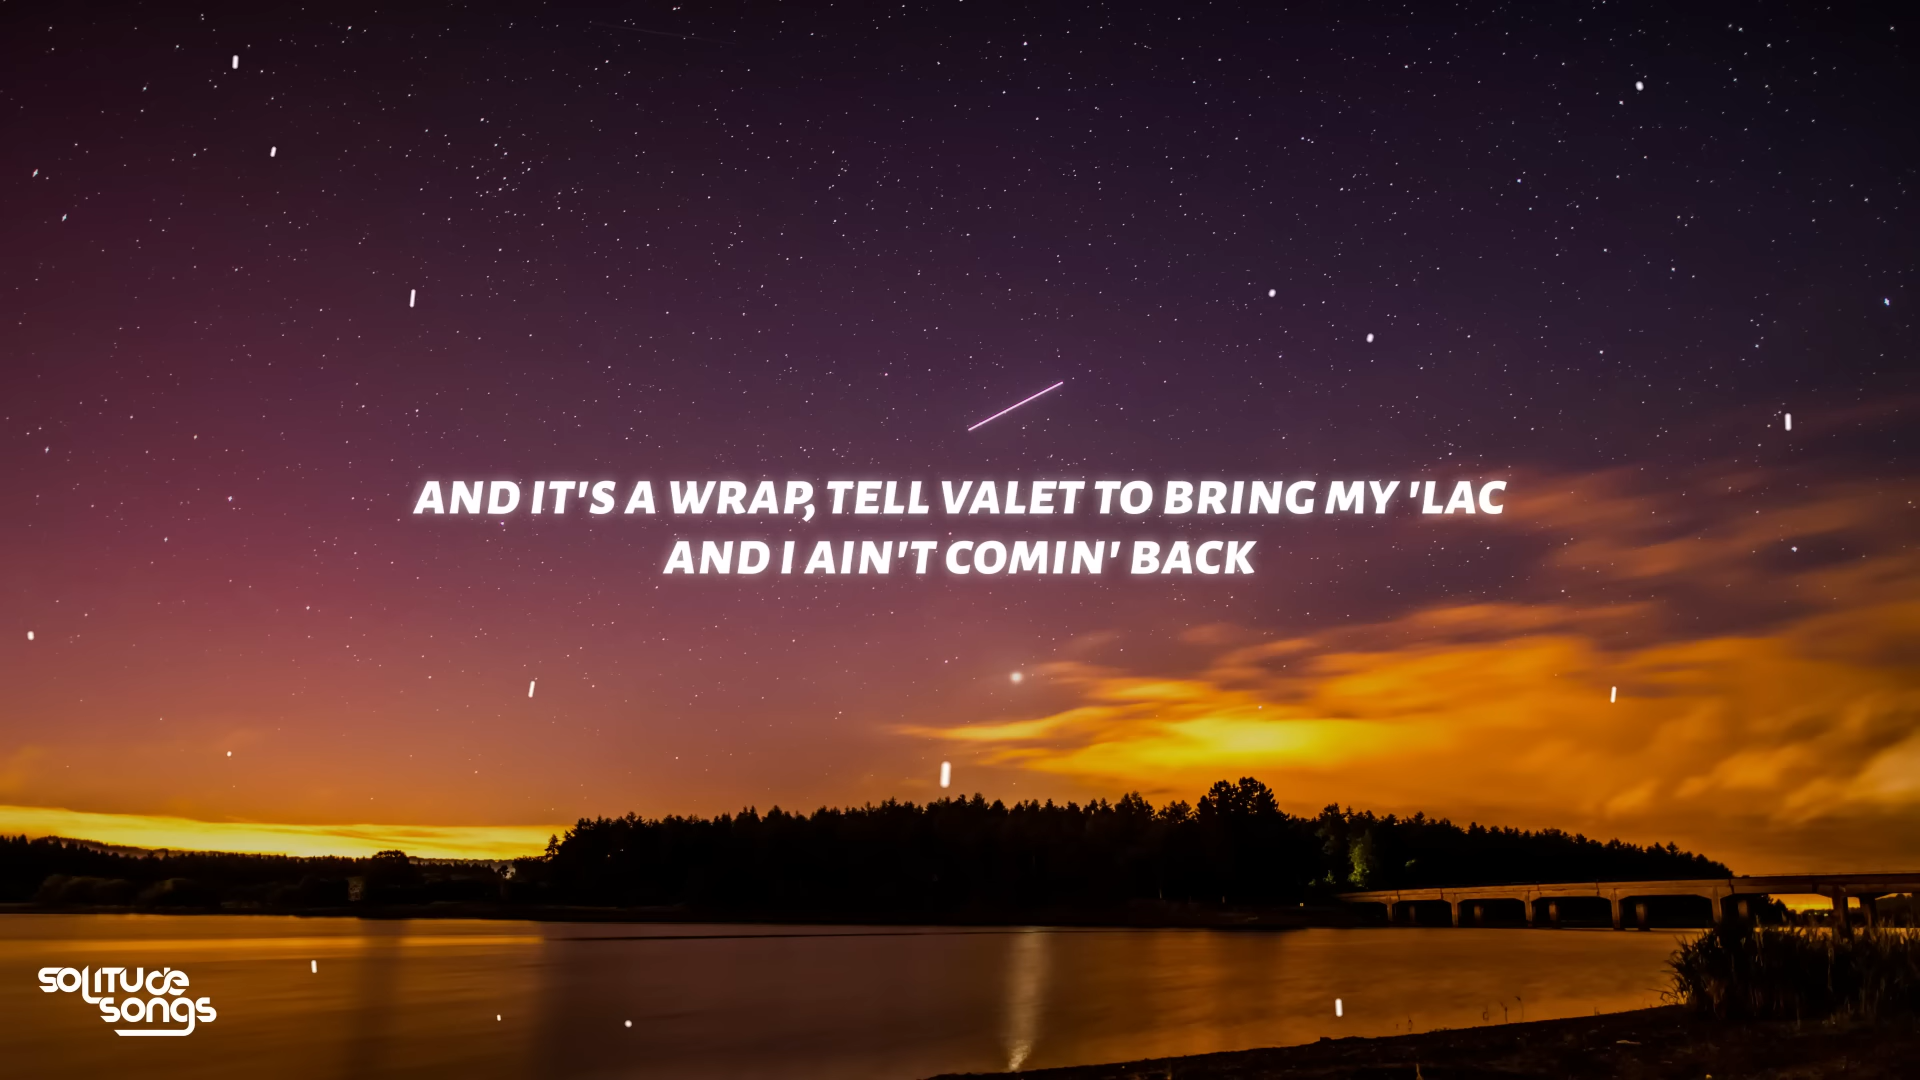 AND IT'S A WRAP, TELL VALET TO BRING MY 'LAC
AND I AIN'T COMIN' BACK
SOLITUDE
SONGS